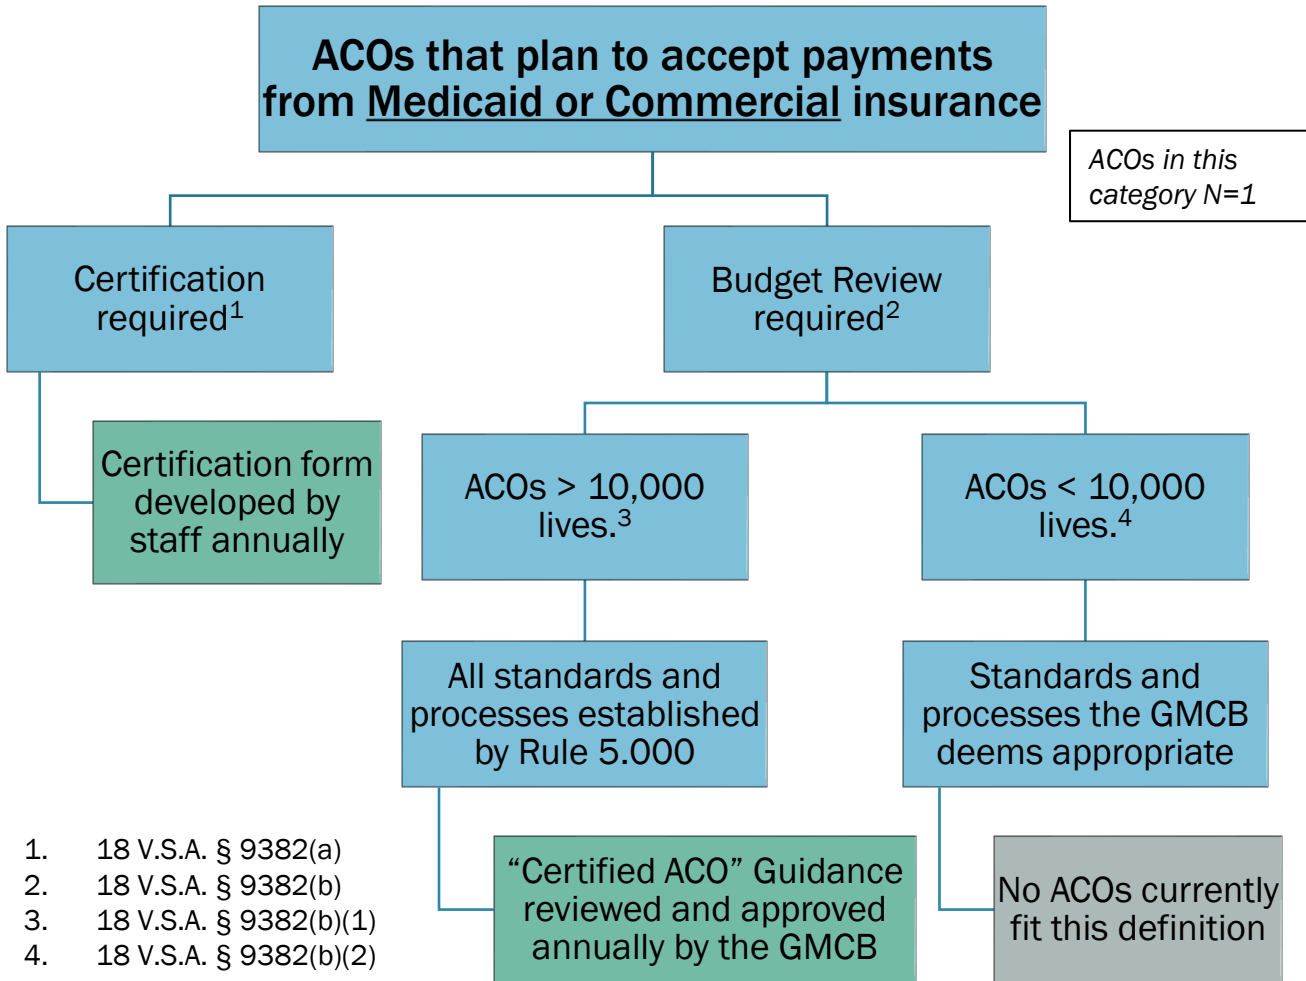 ACOs that plan to accept payments
from Medicaid or Commercial insurance
ACOs in this
category N=1
Certification
required1
Budget Review
required2
Certification form
developed by
staff annually
ACOs > 10,000
lives.3
ACOs < 10,000
lives.4
All standards and
processes established
by Rule 5.000
Standards and
processes the GMCB
deems appropriate
“Certified ACO” Guidance
reviewed and approved
annually by the GMCB
No ACOs currently
fit this definition
1. 18 V.S.A. § 9382(a)
2. 18 V.S.A. § 9382(b)
3. 18 V.S.A. § 9382(b)(1)
4. 18 V.S.A. § 9382(b)(2)